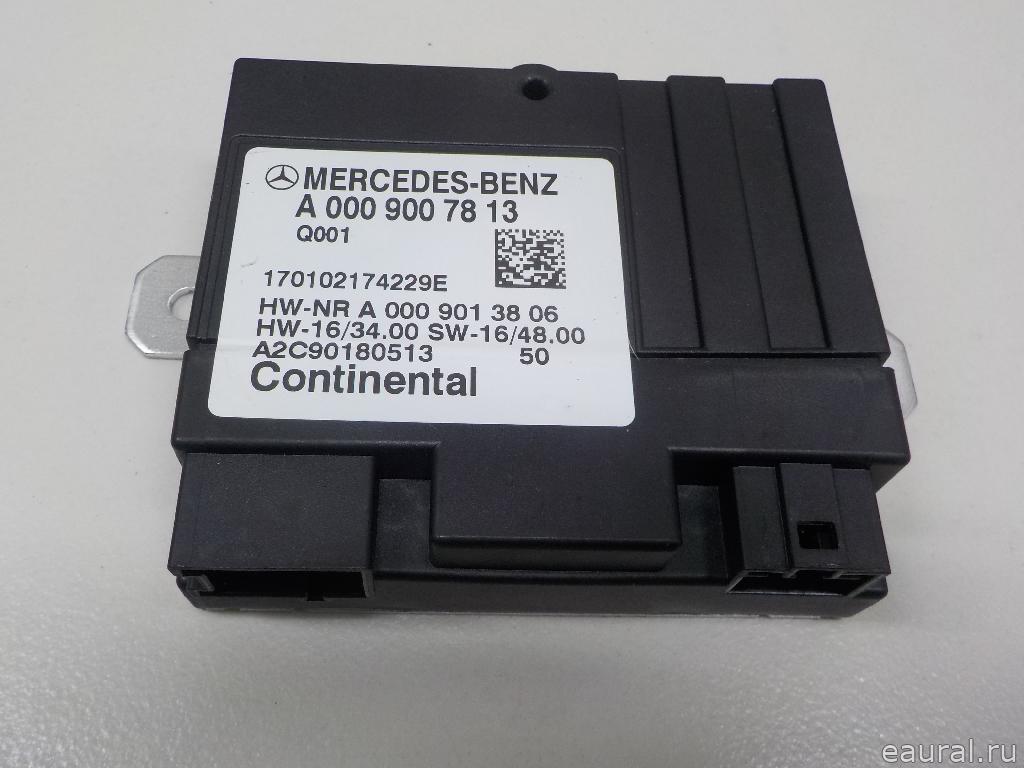 MERCEDES-BENZ
A 000 900 78 13
Q001
170102174229E
HW-NR A 000 901 38 06
HW-16/34.00 SW-16/48.00
A2C90180513 50
Continental
eaural.ru